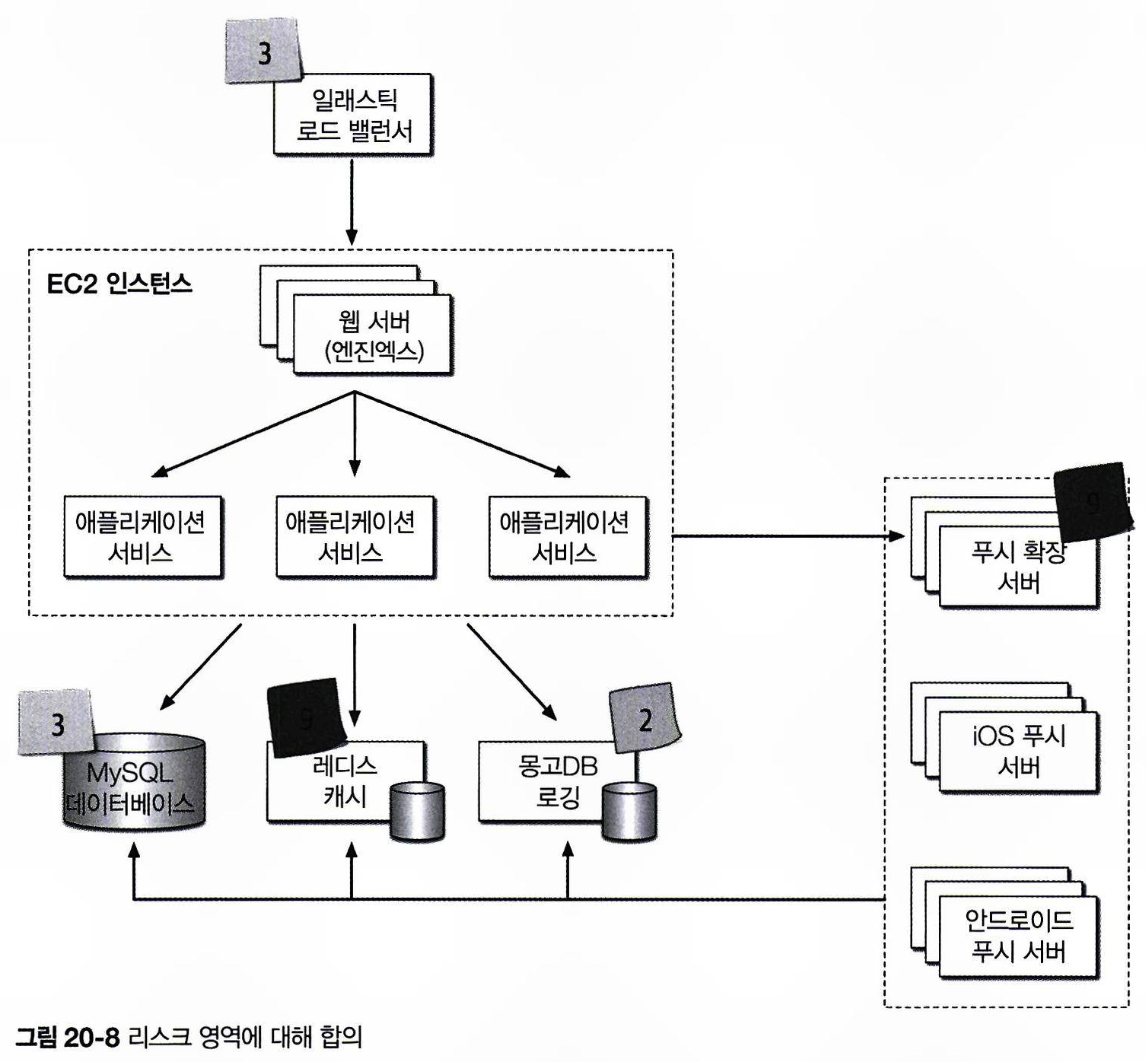 3
일래스틱
로드 밸런서
EC2 인스턴스
웹 서버
(엔진엑스)
애플리케이션
서비스
애플리케이션
서비스
애플리케이션
서비스
9
푸시 확장
서버
3
MySQL
데이터베이스
9
레디스
캐시
2
몽고DB
로깅
iOS 푸시
서버
안드로이드
푸시 서버
그림 20-8 리스크 영역에 대해 합의